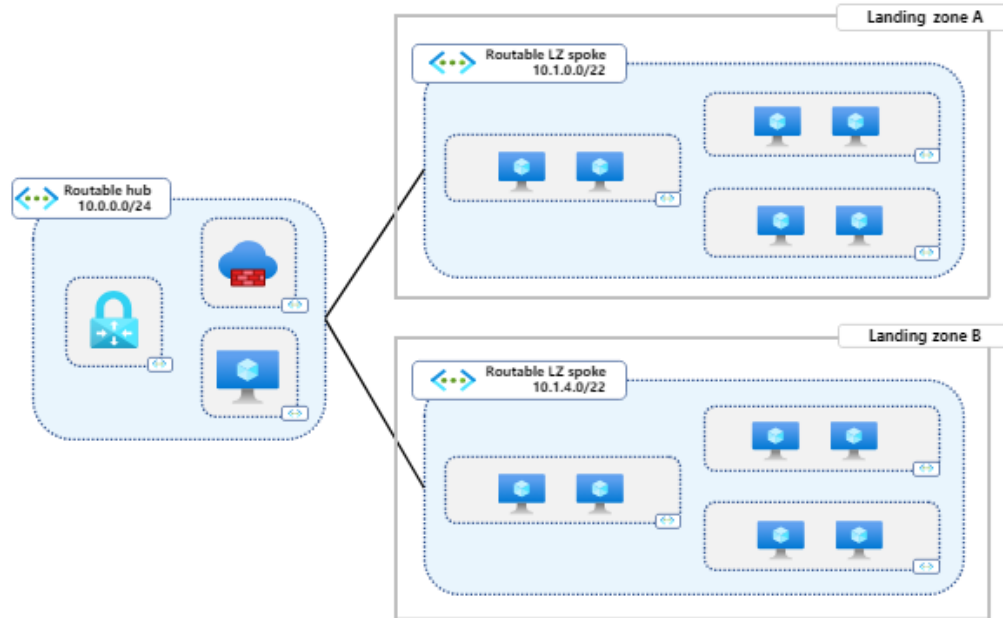 Landing zone A
Routable LZ spoke
10.1.0.0/22
Routable hub
10.0.0.0/24
Landing zone B
Routable LZ spoke
10.1.4.0/22